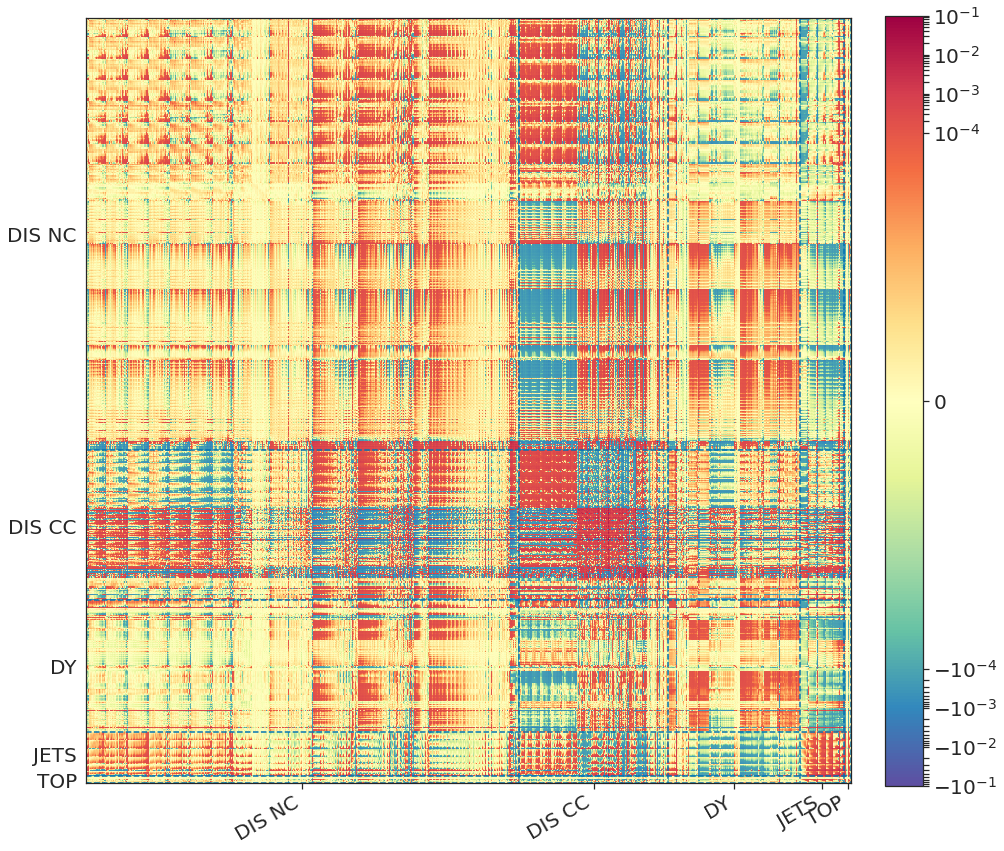 DIS NC
DIS CC
DY
JETS
TOP
DIS NC
DIS CC
DY
JETS
TOP
10⁻¹
10⁻²
10⁻³
10⁻⁴
0
−10⁻⁴
−10⁻³
−10⁻²
−10⁻¹